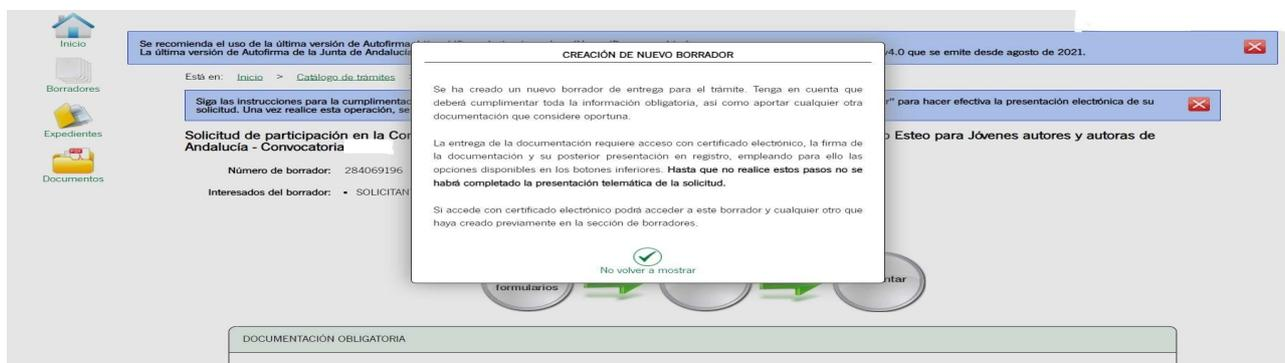 Inicio
Borradores
Expedientes
Documentos
Se recomienda el uso de la última versión de Autofirma
La última versión de Autofirma de la Junta de Andalucía
v4.0 que se emite desde agosto de 2021.
Está en: Inicio > Catálogo de trámites
Siga las instrucciones para la
" para hacer efectiva la presentación electrónica de su
solicitud. Una vez realice esta operación, se
Solicitud de participación en la
Esteo para Jóvenes autores y autoras de
Andalucía - Convocatoria
Número de borrador: 284069196
Interesados del borrador: • SOLICITAN
CREACIÓN DE NUEVO BORRADOR
Se ha creado un nuevo borrador de entrega para el trámite. Tenga en cuenta que
deberá cumplimentar toda la información obligatoria, así como aportar cualquier otra
documentación que considere oportuna.
La entrega de la documentación requiere acceso con certificado electrónico, la firma de
la documentación y su posterior presentación en registro, empleando para ello las
opciones disponibles en los botones inferiores. Hasta que no realice estos pasos no se
habrá completado la presentación telemática de la solicitud.
Si accede con certificado electrónico podrá acceder a este borrador y cualquier otro que
haya creado previamente en la sección de borradores.
No volver a mostrar
formularios
ntar
DOCUMENTACIÓN OBLIGATORIA